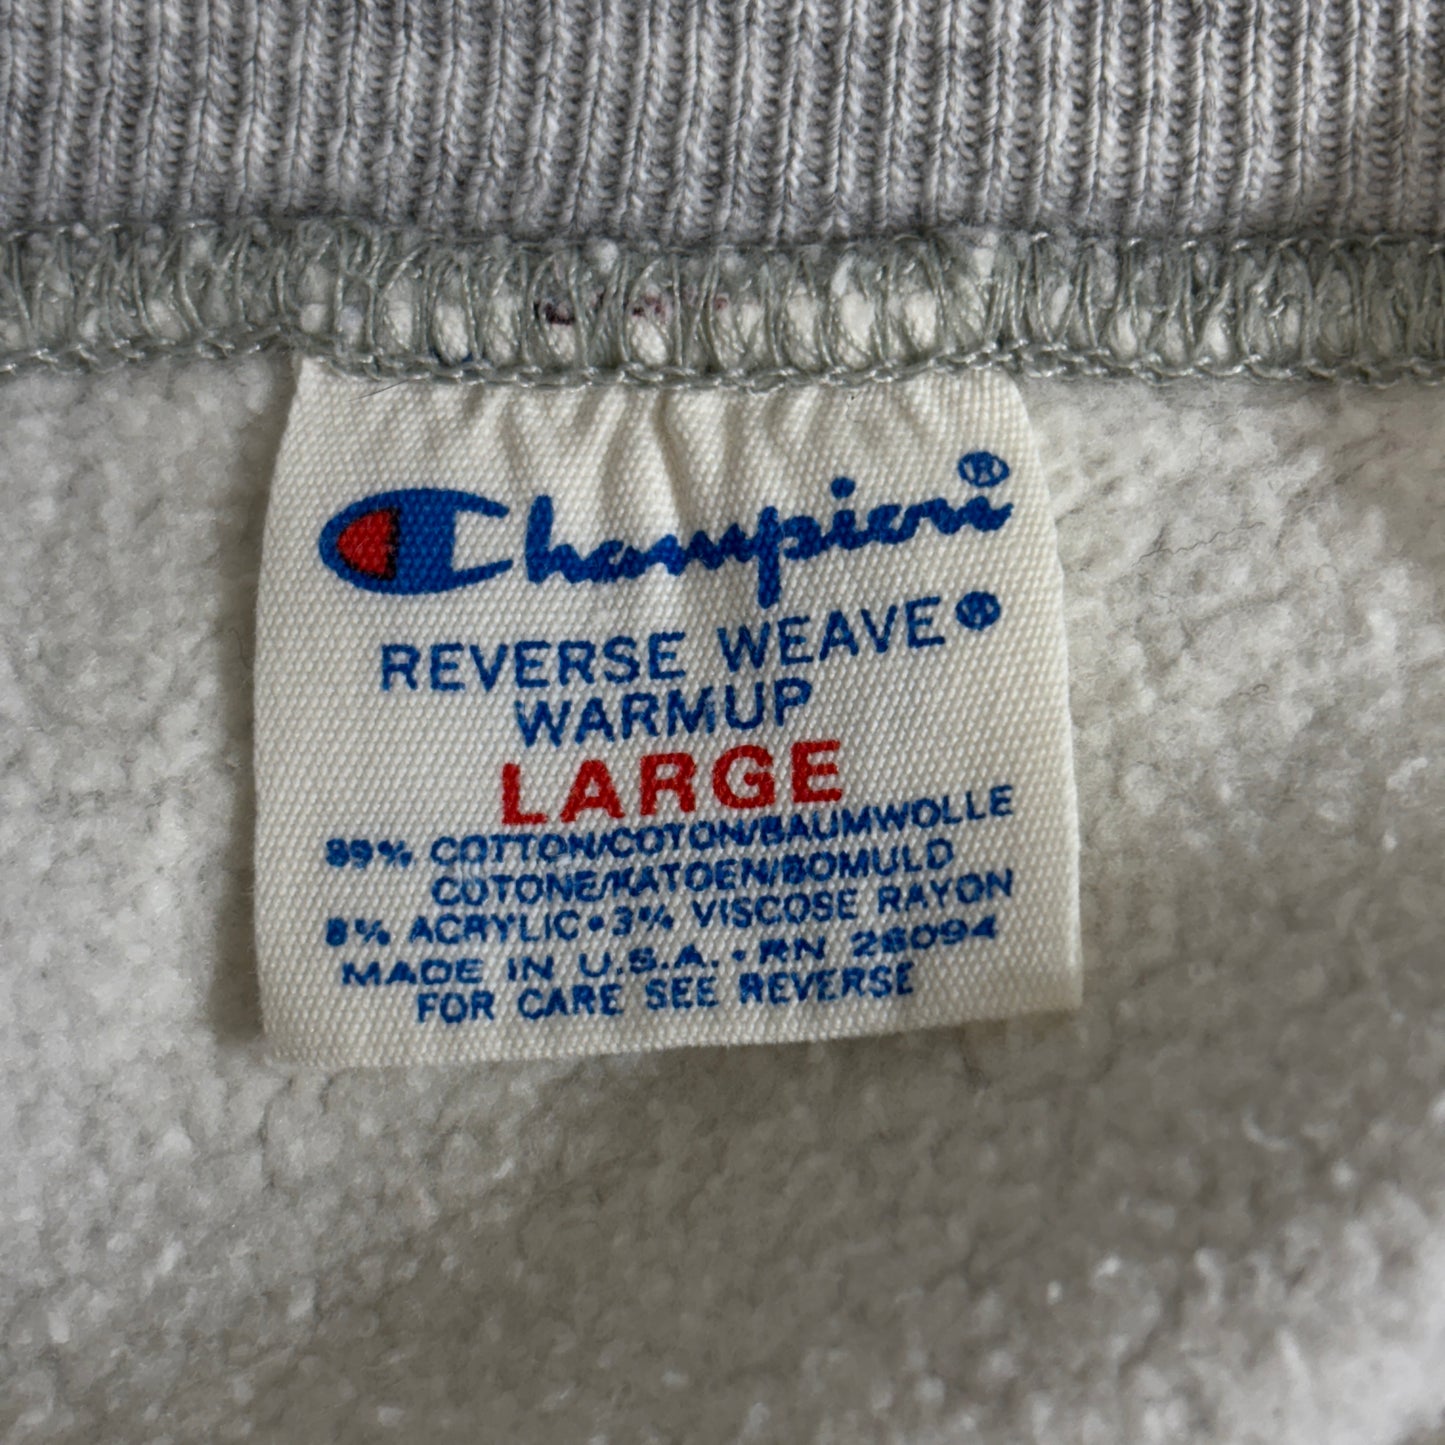 Champion®
REVERSE WEAVE®
WARMUP
LARGE
89% COTTON/COTON/BAUMWOLLE
COTONE/KATOEN/BOMULD
8% ACRYLIC•3% VISCOSE RAYON
MADE IN U.S.A.•RN 26094
FOR CARE SEE REVERSE